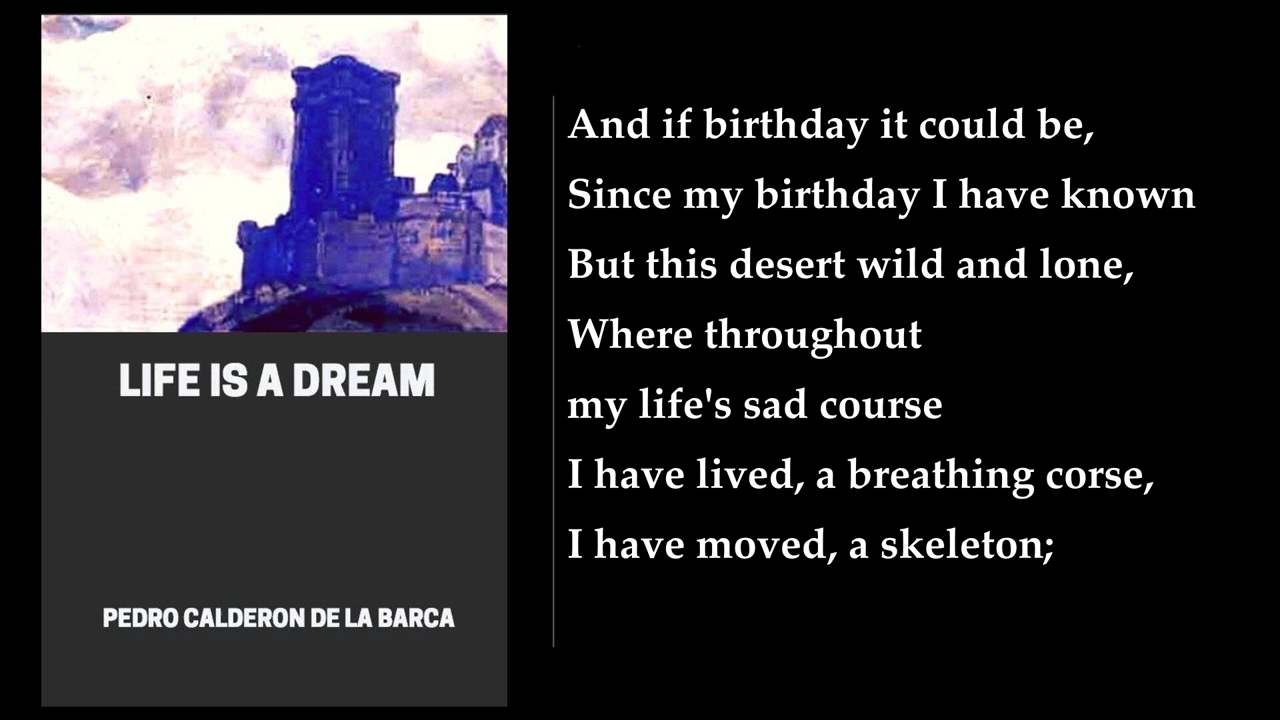 LIFE IS A DREAM
PEDRO CALDERON DE LA BARCA
And if birthday it could be,
Since my birthday I have known
But this desert wild and lone,
Where throughout
my life's sad course
I have lived, a breathing corse,
I have moved, a skeleton;